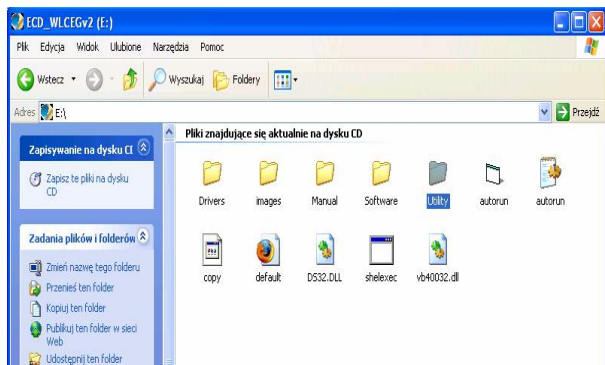 ECD_WLCEGv2 (E:)
Plik Edycja Widok Ulubione Narzędzia Pomoc
Wstecz Wyszukaj Foldery
Adres E:\ Przejdź
Pliki znajdujące się aktualnie na dysku CD
Zapisywanie na dysku CD
Zapisz te pliki na dysku
CD
Drivers images Manual Software Utility autorun autorun
Zadania plików i folderów
Zmień nazwę tego folderu
Przenieś ten folder
Kopiuj ten folder
Publikuj ten folder w sieci
Web
Udostępnij ten folder
copy default DS32.DLL shelexec vb40032.dll